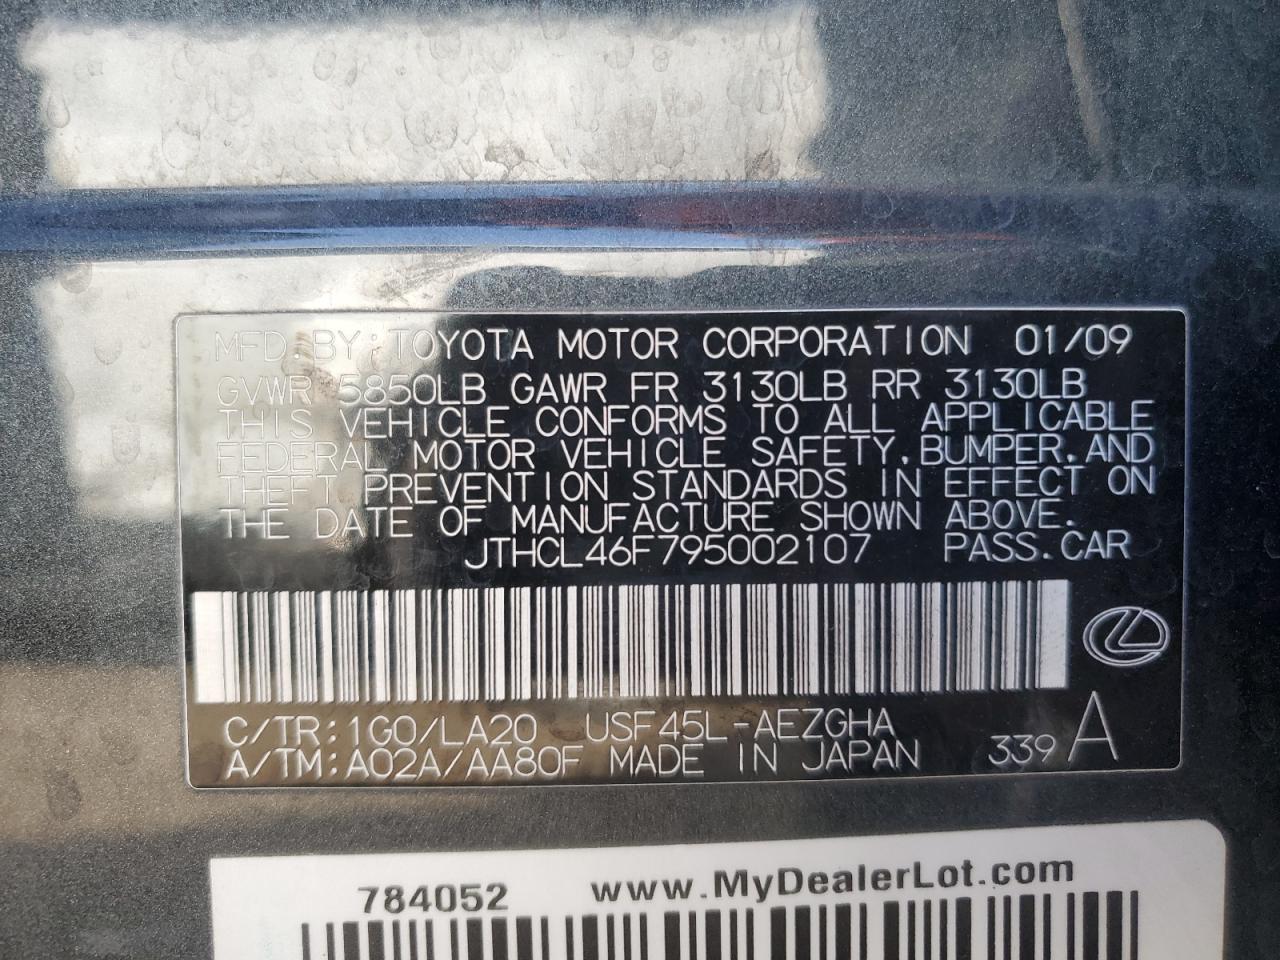 MFD. BY: TOYOTA MOTOR CORPORATION 01/09
GVWR 5850LB GAWR FR 3130LB RR 3130LB
THIS VEHICLE CONFORMS TO ALL APPLICABLE
FEDERAL MOTOR VEHICLE SAFETY, BUMPER, AND
THEFT PREVENTION STANDARDS IN EFFECT ON
THE DATE OF MANUFACTURE SHOWN ABOVE.
JTHCL46F795002107 PASS. CAR
C/TR: 1G0/LA20 USF45L-AEZGHA
A/TM: A02A/AA80F MADE IN JAPAN 339 A
784052 www.MyDealerLot.com